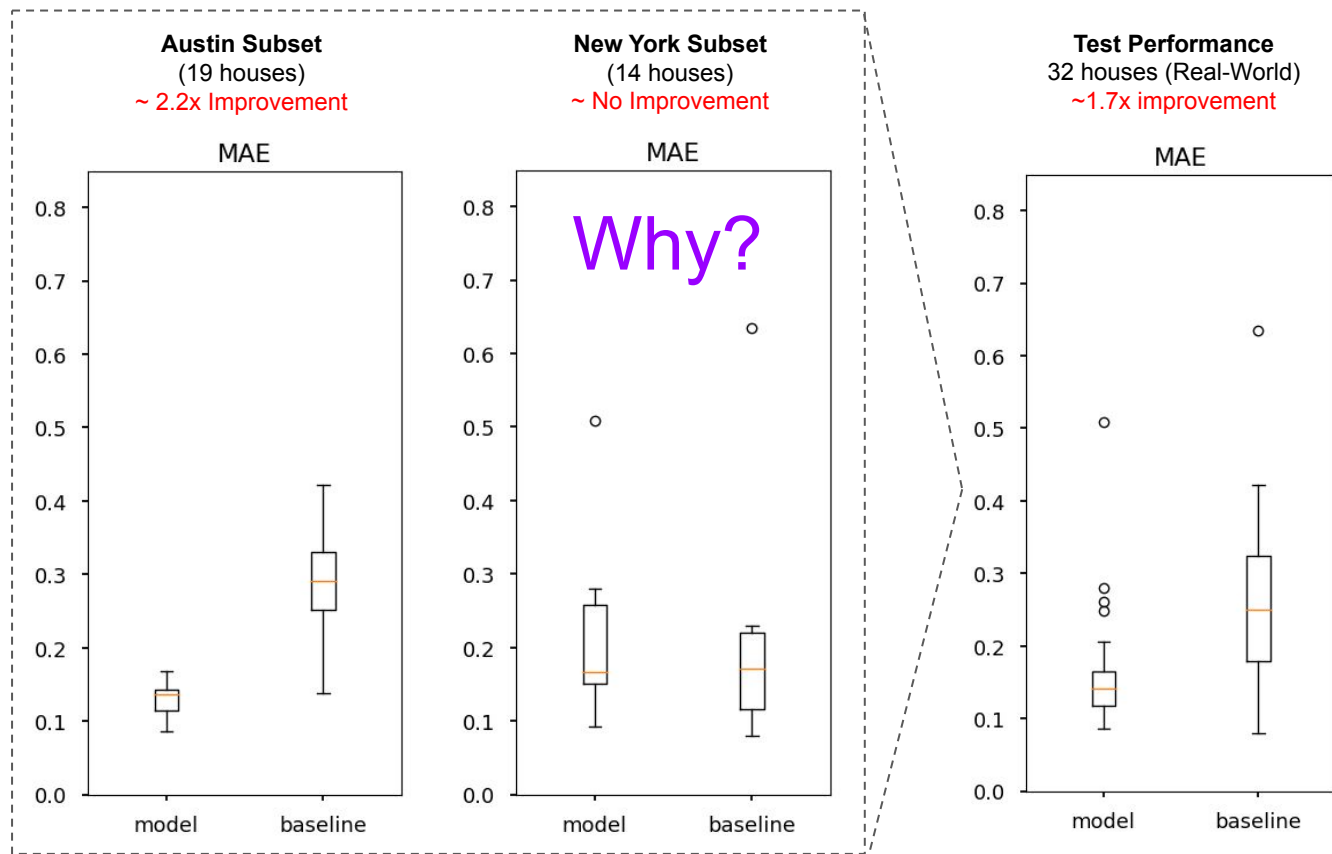 Austin Subset
(19 houses)
~ 2.2x Improvement
MAE
0.8
0.7
0.6
0.5
0.4
0.3
0.2
0.1
0.0
model baseline
New York Subset
(14 houses)
~ No Improvement
MAE
Why?
0.8
0.7
0.6
0.5
0.4
0.3
0.2
0.1
0.0
model baseline
Test Performance
32 houses (Real-World)
~1.7x improvement
MAE
0.8
0.7
0.6
0.5
0.4
0.3
0.2
0.1
0.0
model baseline